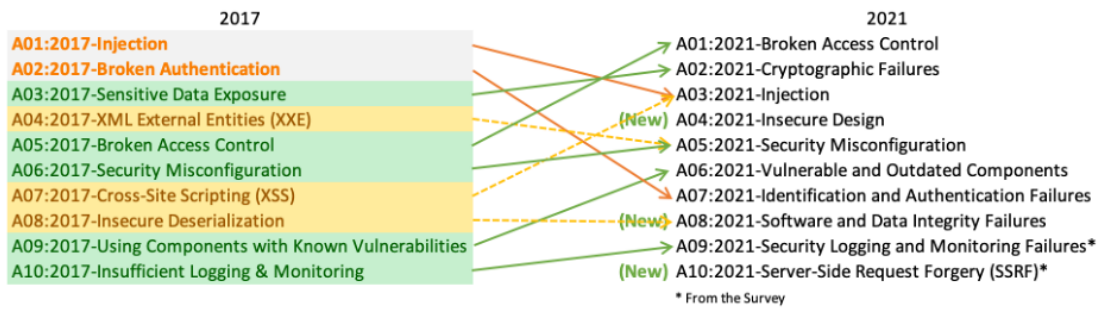 2017 2021
A01:2017-Injection A01:2021-Broken Access Control
A02:2017-Broken Authentication A02:2021-Cryptographic Failures
A03:2017-Sensitive Data Exposure A03:2021-Injection
A04:2017-XML External Entities (XXE) (New) A04:2021-Insecure Design
A05:2017-Broken Access Control A05:2021-Security Misconfiguration
A06:2017-Security Misconfiguration A06:2021-Vulnerable and Outdated Components
A07:2017-Cross-Site Scripting (XSS) A07:2021-Identification and Authentication Failures
A08:2017-Insecure Deserialization (New) A08:2021-Software and Data Integrity Failures
A09:2017-Using Components with Known Vulnerabilities A09:2021-Security Logging and Monitoring Failures*
A10:2017-Insufficient Logging & Monitoring (New) A10:2021-Server-Side Request Forgery (SSRF)*
* From the Survey